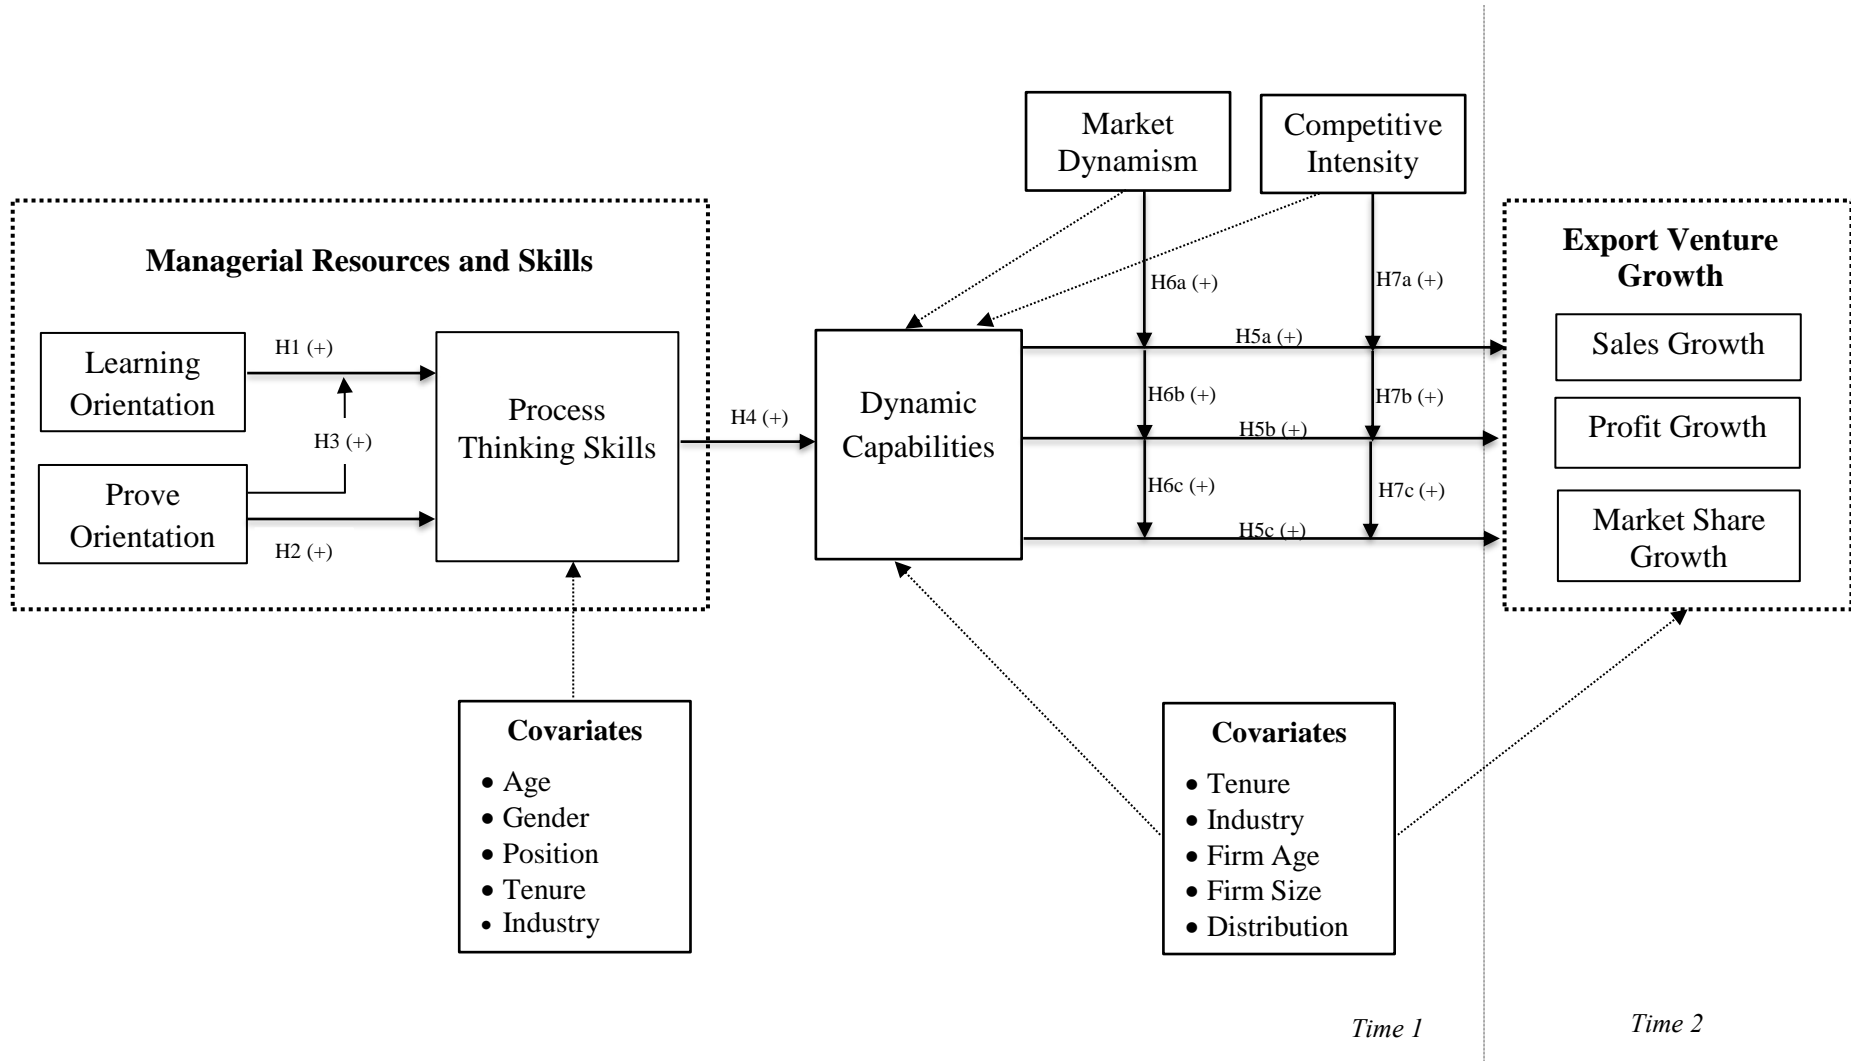 Market
Dynamism
Competitive
Intensity
Managerial Resources and Skills
Export Venture
Growth
H6a (+)
H7a (+)
Learning
Orientation
H1 (+)
H3 (+)
Prove
Orientation
H2 (+)
Process
Thinking Skills
H4 (+)
Dynamic
Capabilities
H5a (+)
H6b (+)
H7b (+)
H5b (+)
H6c (+)
H7c (+)
H5c (+)
Sales Growth
Profit Growth
Market Share
Growth
Covariates
• Age
• Gender
• Position
• Tenure
• Industry
Covariates
• Tenure
• Industry
• Firm Age
• Firm Size
• Distribution
Time 1
Time 2